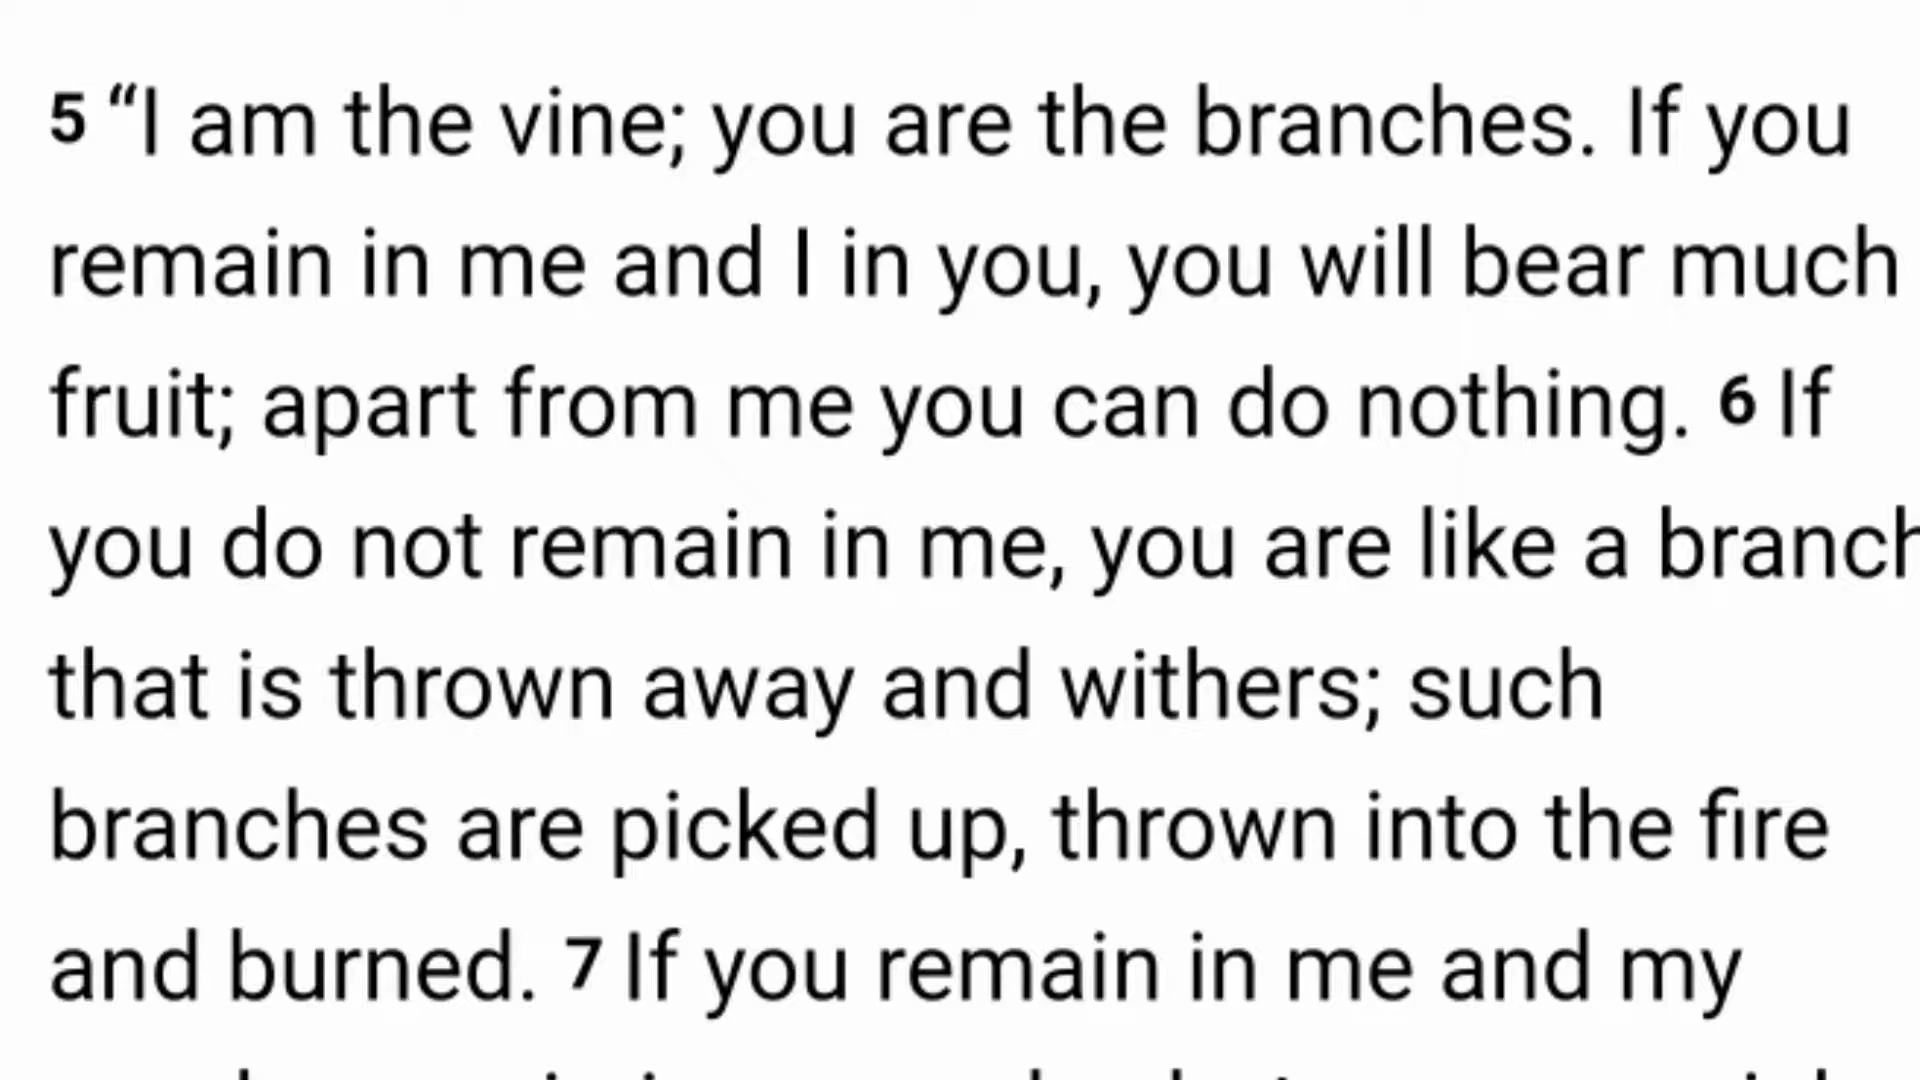 5 “I am the vine; you are the branches. If you
remain in me and I in you, you will bear much
fruit; apart from me you can do nothing. 6 If
you do not remain in me, you are like a branch
that is thrown away and withers; such
branches are picked up, thrown into the fire
and burned. 7 If you remain in me and my